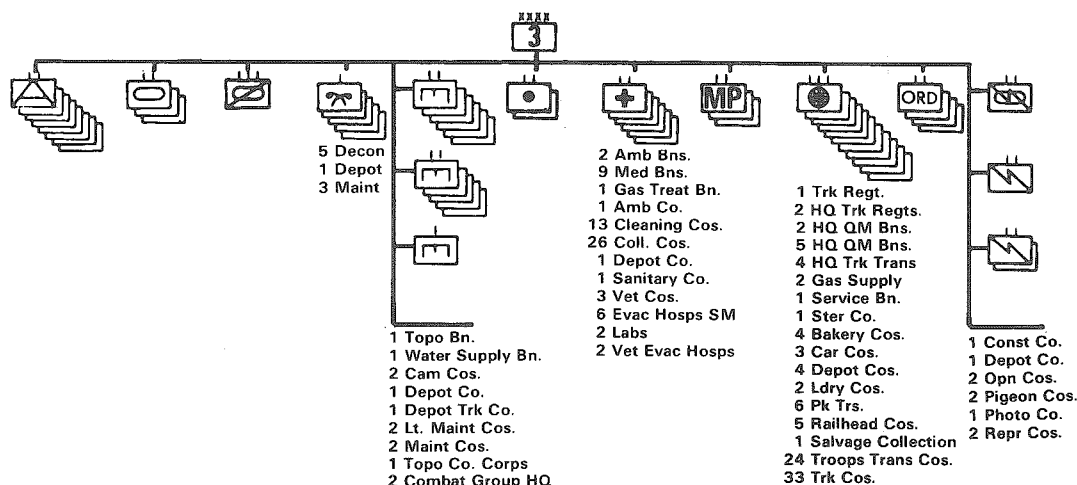 XXXX
3
MP
ORD
5 Decon
1 Depot
3 Maint
1 Topo Bn.
1 Water Supply Bn.
2 Cam Cos.
1 Depot Co.
1 Depot Trk Co.
2 Lt. Maint Cos.
2 Maint Cos.
1 Topo Co. Corps
2 Combat Group HQ
2 Amb Bns.
9 Med Bns.
1 Gas Treat Bn.
1 Amb Co.
13 Cleaning Cos.
26 Coll. Cos.
1 Depot Co.
1 Sanitary Co.
3 Vet Cos.
6 Evac Hosps SM
2 Labs
2 Vet Evac Hosps
1 Trk Regt.
2 HQ Trk Regts.
2 HQ QM Bns.
5 HQ QM Bns.
4 HQ Trk Trans
2 Gas Supply
1 Service Bn.
1 Ster Co.
4 Bakery Cos.
3 Car Cos.
4 Depot Cos.
2 Ldry Cos.
6 Pk Trs.
5 Railhead Cos.
1 Salvage Collection
24 Troops Trans Cos.
33 Trk Cos.
1 Const Co.
1 Depot Co.
2 Opn Cos.
2 Pigeon Cos.
1 Photo Co.
2 Repr Cos.